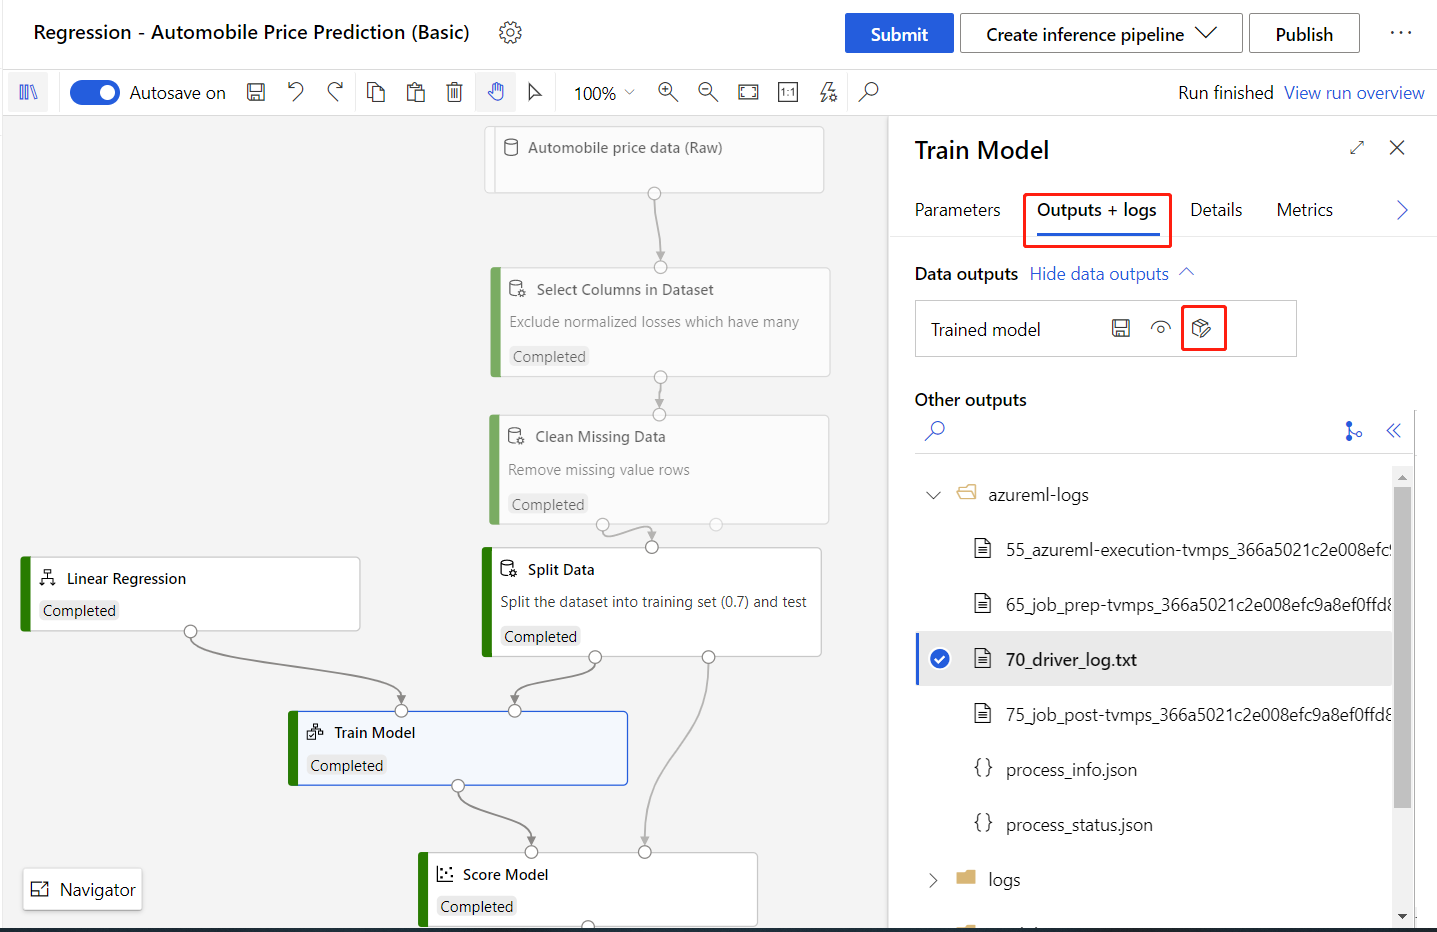 Regression - Automobile Price Prediction (Basic)
Submit
Create inference pipeline
Publish
Autosave on
100%
1:1
Run finished
View run overview
Automobile price data (Raw)
Select Columns in Dataset
Exclude normalized losses which have many
Completed
Clean Missing Data
Remove missing value rows
Completed
Split Data
Split the dataset into training set (0.7) and test
Completed
Linear Regression
Completed
Train Model
Completed
Score Model
Completed
Navigator
Train Model
Parameters
Outputs + logs
Details
Metrics
Data outputs
Hide data outputs
Trained model
Other outputs
azureml-logs
55_azureml-execution-tvmps_366a5021c2e008efc
65_job_prep-tvmps_366a5021c2e008efc9a8ef0ffd8
70_driver_log.txt
75_job_post-tvmps_366a5021c2e008efc9a8ef0ffd8
{} process_info.json
{} process_status.json
logs